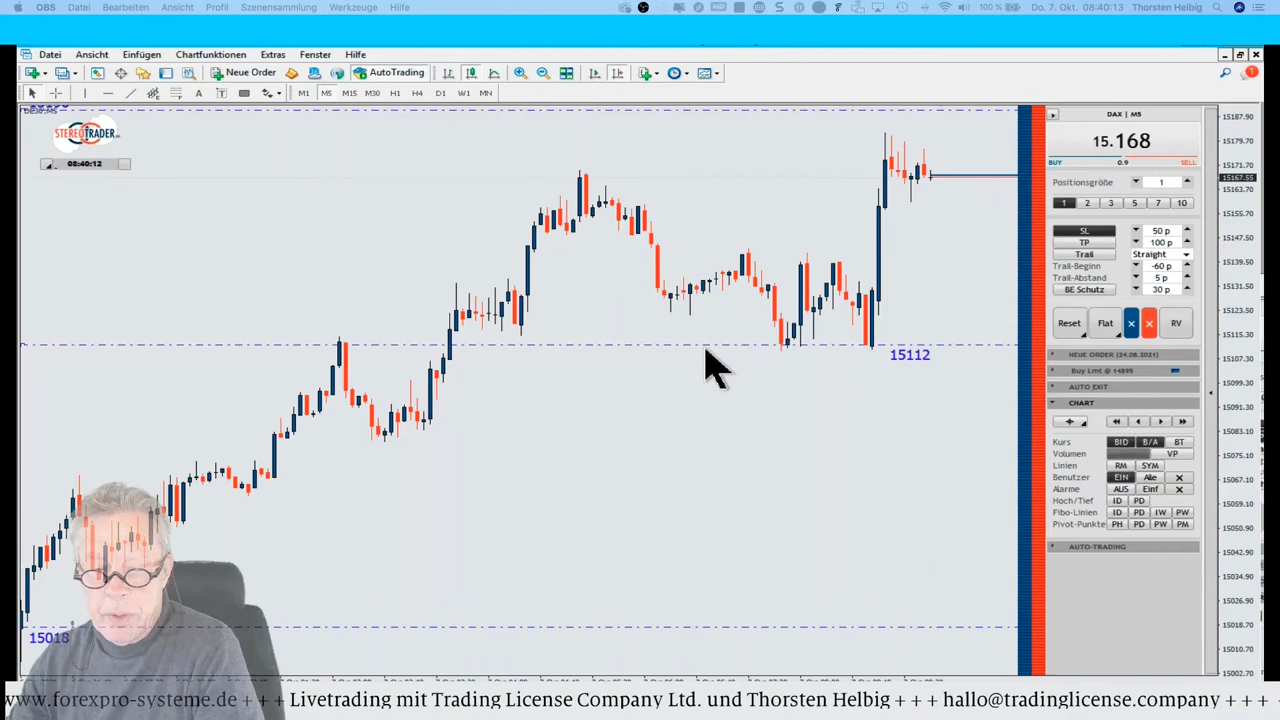 OBS Datei Bearbeiten Ansicht Profil Szenensammlung Werkzeuge Hilfe 100 % Do. 7. Okt. 08:40:13 Thorsten Helbig
Datei Ansicht Einfügen Chartfunktionen Extras Fenster Hilfe
Neue Order AutoTrading 1
A T M1 M5 M15 M30 H1 H4 D1 W1 MN
STEREOTRADER
08:40:12
15112
15018
DAX | M5
15.168
BUY 0.9 SELL
Positionsgröße 1
1 2 3 5 7 10
SL 50 p
TP 100 p
Trail Straight
Trail-Beginn -60 p
Trail-Abstand 5 p
BE Schutz 30 p
Reset Flat × × RV
NEUE ORDER (24.08.2021)
Buy Lmt @ 14895
AUTO EXIT
CHART
Kurs BID B/A BT
Volumen VP
Linien RM SYM
Benutzer EIN Alle ×
Alarme AUS Einf ×
Hoch/Tief ID PD
Fibo-Linien ID PD IW PW
Pivot-Punkte PH PD PW PM
AUTO-TRADING
15187.90
15179.80
15171.70
15167.55
15163.70
15155.70
15147.50
15139.50
15131.50
15123.50
15115.30
15107.30
15099.30
15091.30
15083.10
15075.10
15067.10
15058.90
15050.90
15042.90
15034.90
15026.90
15018.70
15010.70
15002.70
www.forexpro-systeme.de + + + Livetrading mit Trading License Company Ltd. und Thorsten Helbig +++ hallo@tradinglicense.company + + +